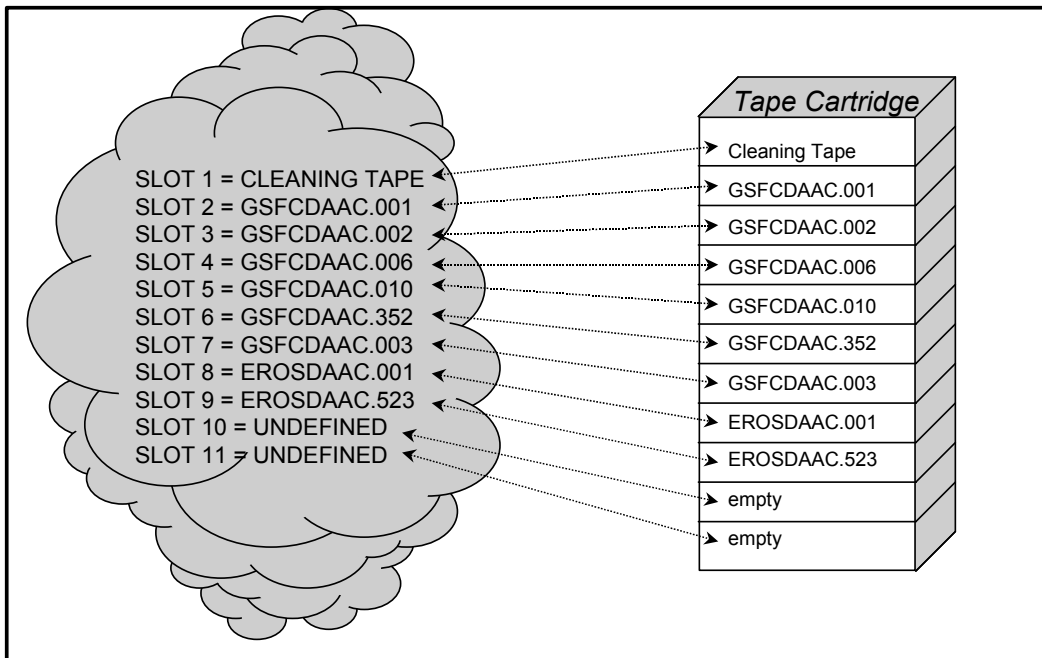 SLOT 1 = CLEANING TAPE
SLOT 2 = GSFCDAAC.001
SLOT 3 = GSFCDAAC.002
SLOT 4 = GSFCDAAC.006
SLOT 5 = GSFCDAAC.010
SLOT 6 = GSFCDAAC.352
SLOT 7 = GSFCDAAC.003
SLOT 8 = EROSDAAC.001
SLOT 9 = EROSDAAC.523
SLOT 10 = UNDEFINED
SLOT 11 = UNDEFINED
Tape Cartridge
Cleaning Tape
GSFCDAAC.001
GSFCDAAC.002
GSFCDAAC.006
GSFCDAAC.010
GSFCDAAC.352
GSFCDAAC.003
EROSDAAC.001
EROSDAAC.523
empty
empty